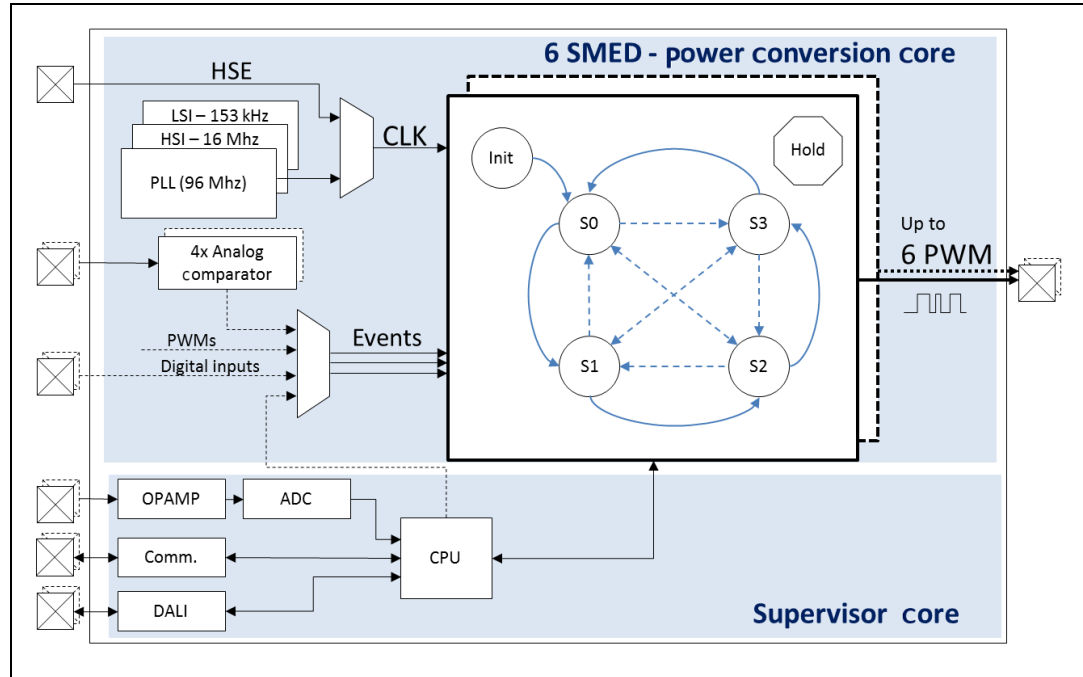 6 SMED - power conversion core
HSE
LSI – 153 kHz
HSI – 16 Mhz
PLL (96 Mhz)
CLK
Init
Hold
S0
S3
S1
S2
Up to
6 PWM
4x Analog
comparator
PWMs
Digital inputs
Events
OPAMP
ADC
Comm.
CPU
DALI
Supervisor core